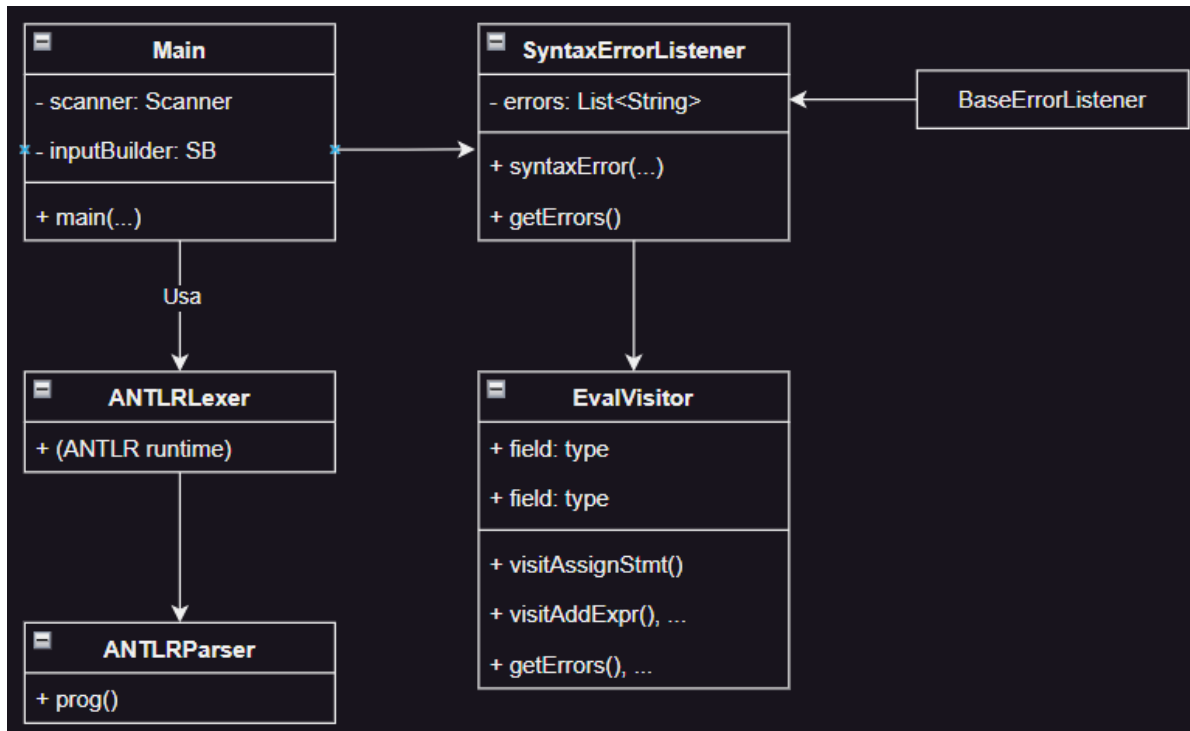 Main
- scanner: Scanner
- inputBuilder: SB
+ main(...)
SyntaxErrorListener
- errors: List<String>
+ syntaxError(...)
+ getErrors()
BaseErrorListener
Usa
ANTLRLexer
+ (ANTLR runtime)
EvalVisitor
+ field: type
+ field: type
+ visitAssignStmt()
+ visitAddExpr(), ...
+ getErrors(), ...
ANTLRParser
+ prog()